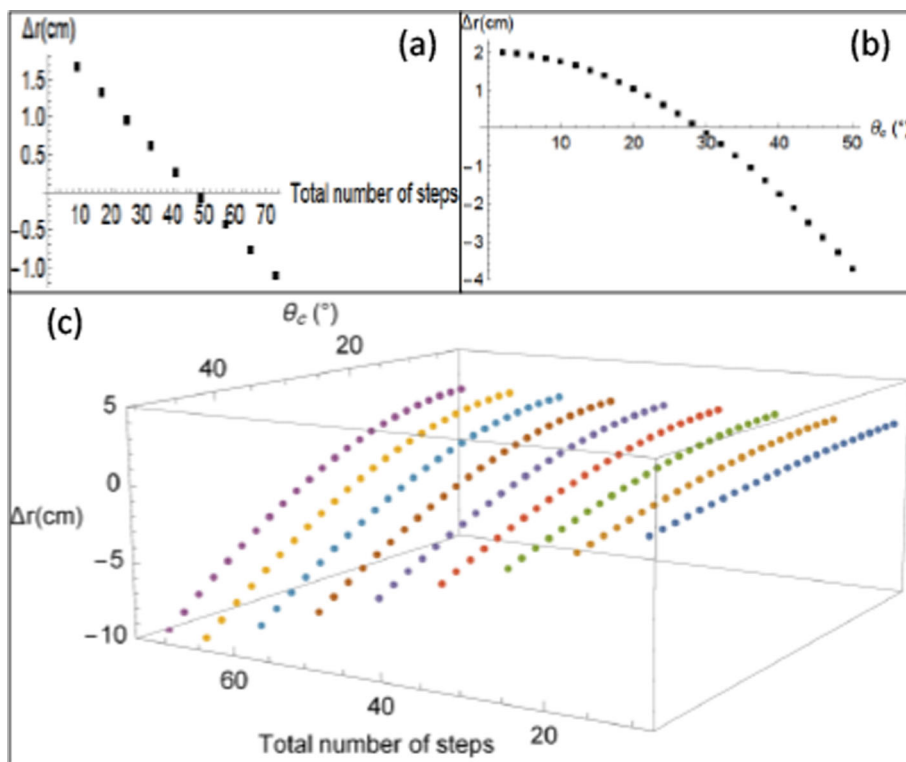 Δr(cm)
(a)
1.5
1.0
0.5
10 20 30 40 50 60 70
Total number of steps
−0.5
−1.0
Δr(cm)
(b)
2
1
θc (°)
10 20 30 40 50
−1
−2
−3
−4
(c)
θc (°)
40 20
5
0
Δr(cm)
−5
−10
60
40
20
Total number of steps